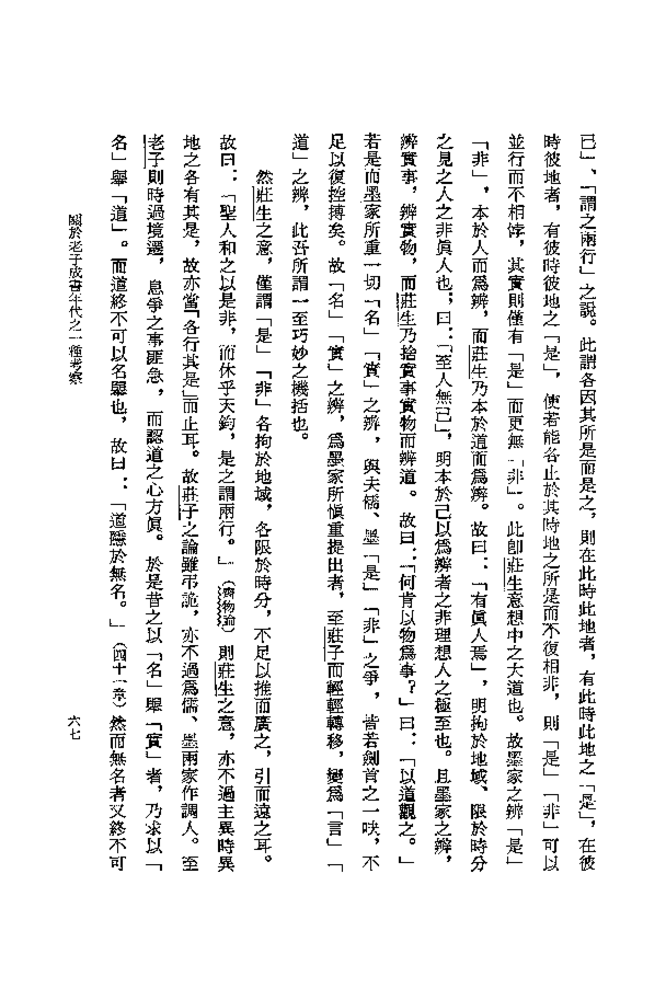 己」、「謂之兩行」之說。此謂各因其所是而是之，則在此時此地者，有此時此地之「是」，在彼
時彼地者，有彼時彼地之「是」，使若能各止於其時地之所是而不復相非，則「是」「非」可以
並行而不相悖，其實則僅有「是」而更無「非」。此卽莊生意想中之大道也。故墨家之辨「是」
「非」，本於人而爲辨，而莊生乃本於道而爲辨。故曰：「有眞人焉」，明拘於地域、限於時分
之見之人之非眞人也；曰：「至人無己」，明本於己以爲辨者之非理想人之極至也。且墨家之辨，
辨實事，辨實物，而莊生乃捨實事實物而辨道。故曰：「何肯以物爲事？」曰：「以道觀之。」
若是而墨家所重一切「名」「實」之辨，與夫儒、墨「是」「非」之爭，皆若劍首之一吷，不
足以復控摶矣。故「名」「實」之辨，爲墨家所愼重提出者，至莊子而輕輕轉移，變爲「言」「
道」之辨，此吾所謂一至巧妙之機括也。
然莊生之意，僅謂「是」「非」各拘於地域，各限於時分，不足以推而廣之，引而遠之耳。
故曰：「聖人和之以是非，而休乎天鈞，是之謂兩行。」（齊物論）則莊生之意，亦不過主異時異
地之各有其是，故亦當「各行其是」而止耳。故莊子之論雖弔詭，亦不過爲儒、墨兩家作調人。至
老子則時過境遷，息爭之事匪急，而認道之心方眞。於是昔之以「名」舉「實」者，乃求以「
名」舉「道」。而道終不可以名舉也，故曰：「道隱於無名。」（四十一章）然而無名者又終不可
關於老子成書年代之一種考察
六七